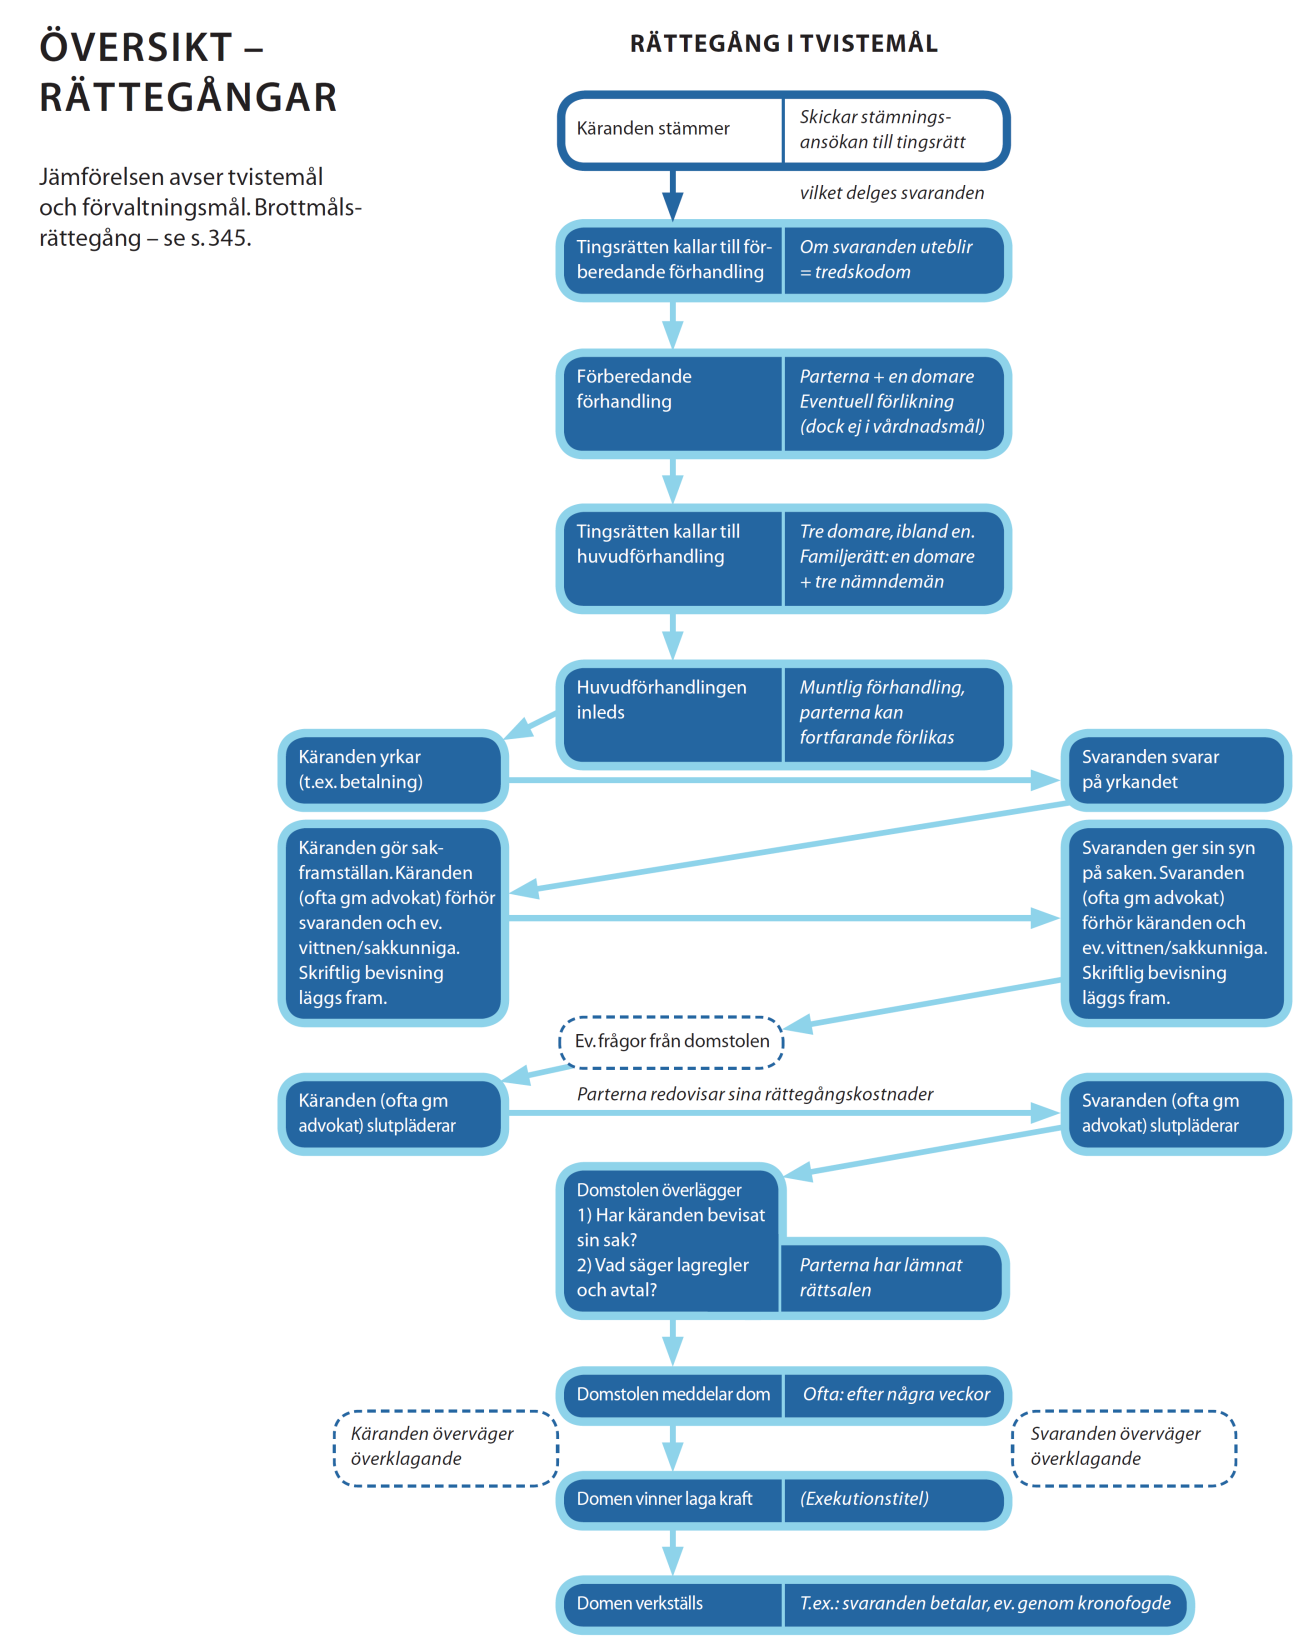 ÖVERSIKT –
RÄTTEGÅNGAR
Jämförelsen avser tvistemål
och förvaltningsmål. Brottmåls-
rättegång – se s. 345.
RÄTTEGÅNG I TVISTEMÅL
Käranden stämmer
Skickar stämnings-
ansökan till tingsrätt
vilket delges svaranden
Tingsrätten kallar till för-
beredande förhandling
Om svaranden uteblir
= tredskodom
Förberedande
förhandling
Parterna + en domare
Eventuell förlikning
(dock ej i vårdnadsmål)
Tingsrätten kallar till
huvudförhandling
Tre domare, ibland en.
Familjerätt: en domare
+ tre nämndemän
Huvudförhandlingen
inleds
Muntlig förhandling,
parterna kan
fortfarande förlikas
Käranden yrkar
(t.ex. betalning)
Svaranden svarar
på yrkandet
Käranden gör sak-
framställan. Käranden
(ofta gm advokat) förhör
svaranden och ev.
vittnen/sakkunniga.
Skriftlig bevisning
läggs fram.
Svaranden ger sin syn
på saken. Svaranden
(ofta gm advokat)
förhör käranden och
ev. vittnen/sakkunniga.
Skriftlig bevisning
läggs fram.
Ev. frågor från domstolen
Käranden (ofta gm
advokat) slutpläderar
Parterna redovisar sina rättegångskostnader
Svaranden (ofta gm
advokat) slutpläderar
Domstolen överlägger
1) Har käranden bevisat
sin sak?
2) Vad säger lagregler
och avtal?
Parterna har lämnat
rättsalen
Domstolen meddelar dom
Ofta: efter några veckor
Käranden överväger
överklagande
Svaranden överväger
överklagande
Domen vinner laga kraft
(Exekutionstitel)
Domen verkställs
T.ex.: svaranden betalar, ev. genom kronofogde